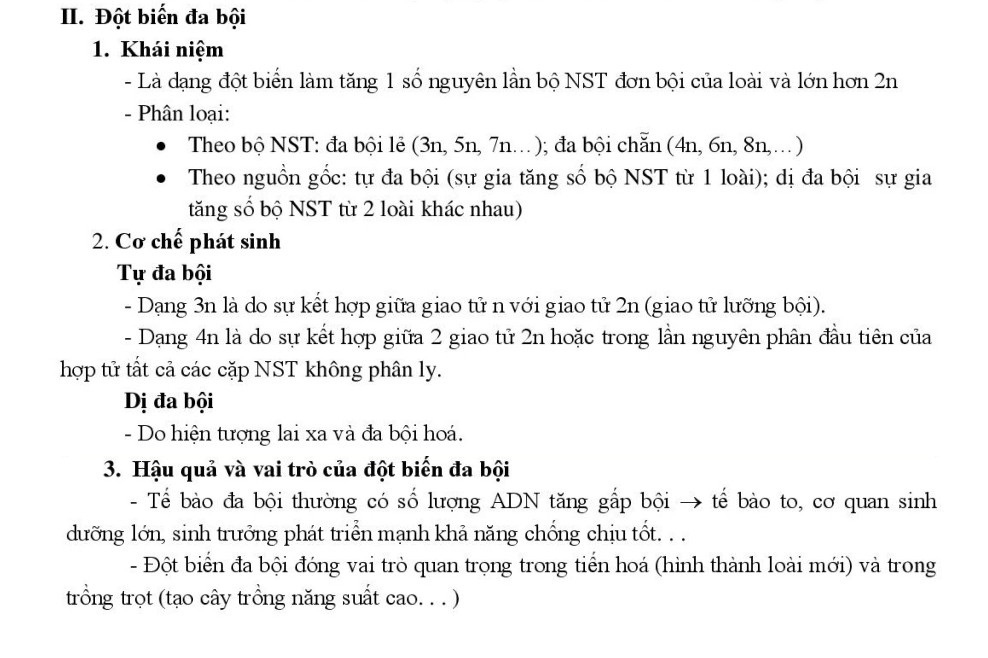 II. Đột biến đa bội
1. Khái niệm
- Là dạng đột biến làm tăng 1 số nguyên lần bộ NST đơn bội của loài và lớn hơn 2n
- Phân loại:
• Theo bộ NST: đa bội lẻ (3n, 5n, 7n...); đa bội chẵn (4n, 6n, 8n,...)
• Theo nguồn gốc: tự đa bội (sự gia tăng số bộ NST từ 1 loài); dị đa bội sự gia
tăng số bộ NST từ 2 loài khác nhau)
2. Cơ chế phát sinh
Tự đa bội
- Dạng 3n là do sự kết hợp giữa giao tử n với giao tử 2n (giao tử lưỡng bội).
- Dạng 4n là do sự kết hợp giữa 2 giao tử 2n hoặc trong lần nguyên phân đầu tiên của
hợp tử tất cả các cặp NST không phân ly.
Dị đa bội
- Do hiện tượng lai xa và đa bội hoá.
3. Hậu quả và vai trò của đột biến đa bội
- Tế bào đa bội thường có số lượng ADN tăng gấp bội → tế bào to, cơ quan sinh
dưỡng lớn, sinh trưởng phát triển mạnh khả năng chống chịu tốt. . .
- Đột biến đa bội đóng vai trò quan trọng trong tiến hoá (hình thành loài mới) và trong
trồng trọt (tạo cây trồng năng suất cao. . . )